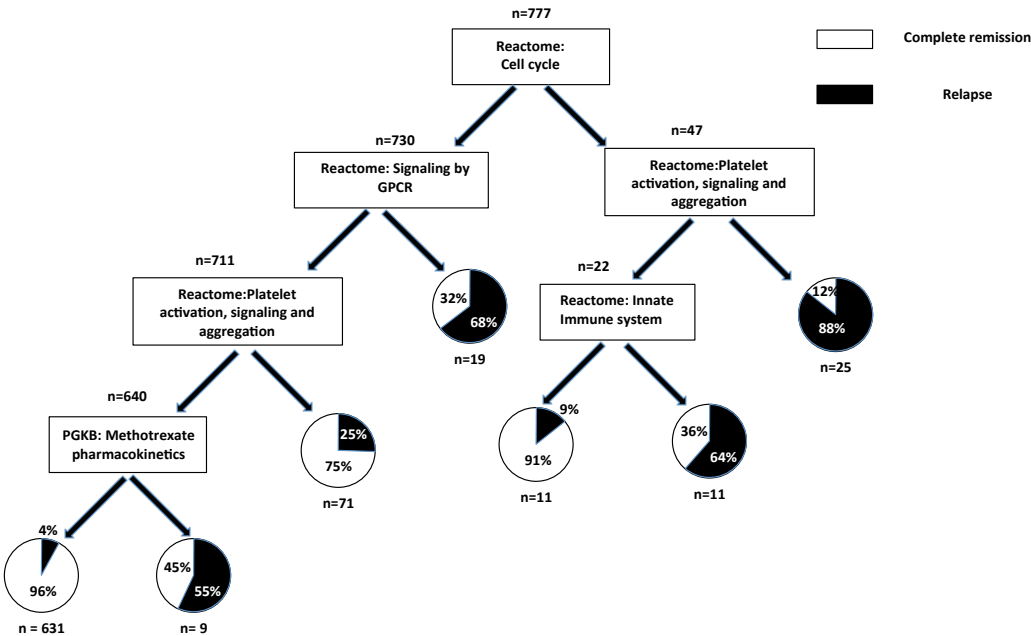 n=777
Reactome:
Cell cycle
Complete remission
Relapse
n=730
n=47
Reactome: Signaling by
GPCR
Reactome:Platelet
activation, signaling and
aggregation
n=711
n=22
Reactome:Platelet
activation, signaling and
aggregation
32%
68%
n=19
Reactome: Innate
Immune system
12%
88%
n=25
n=640
PGKB: Methotrexate
pharmacokinetics
25%
75%
n=71
9%
91%
n=11
36%
64%
n=11
4%
96%
n = 631
45%
55%
n= 9